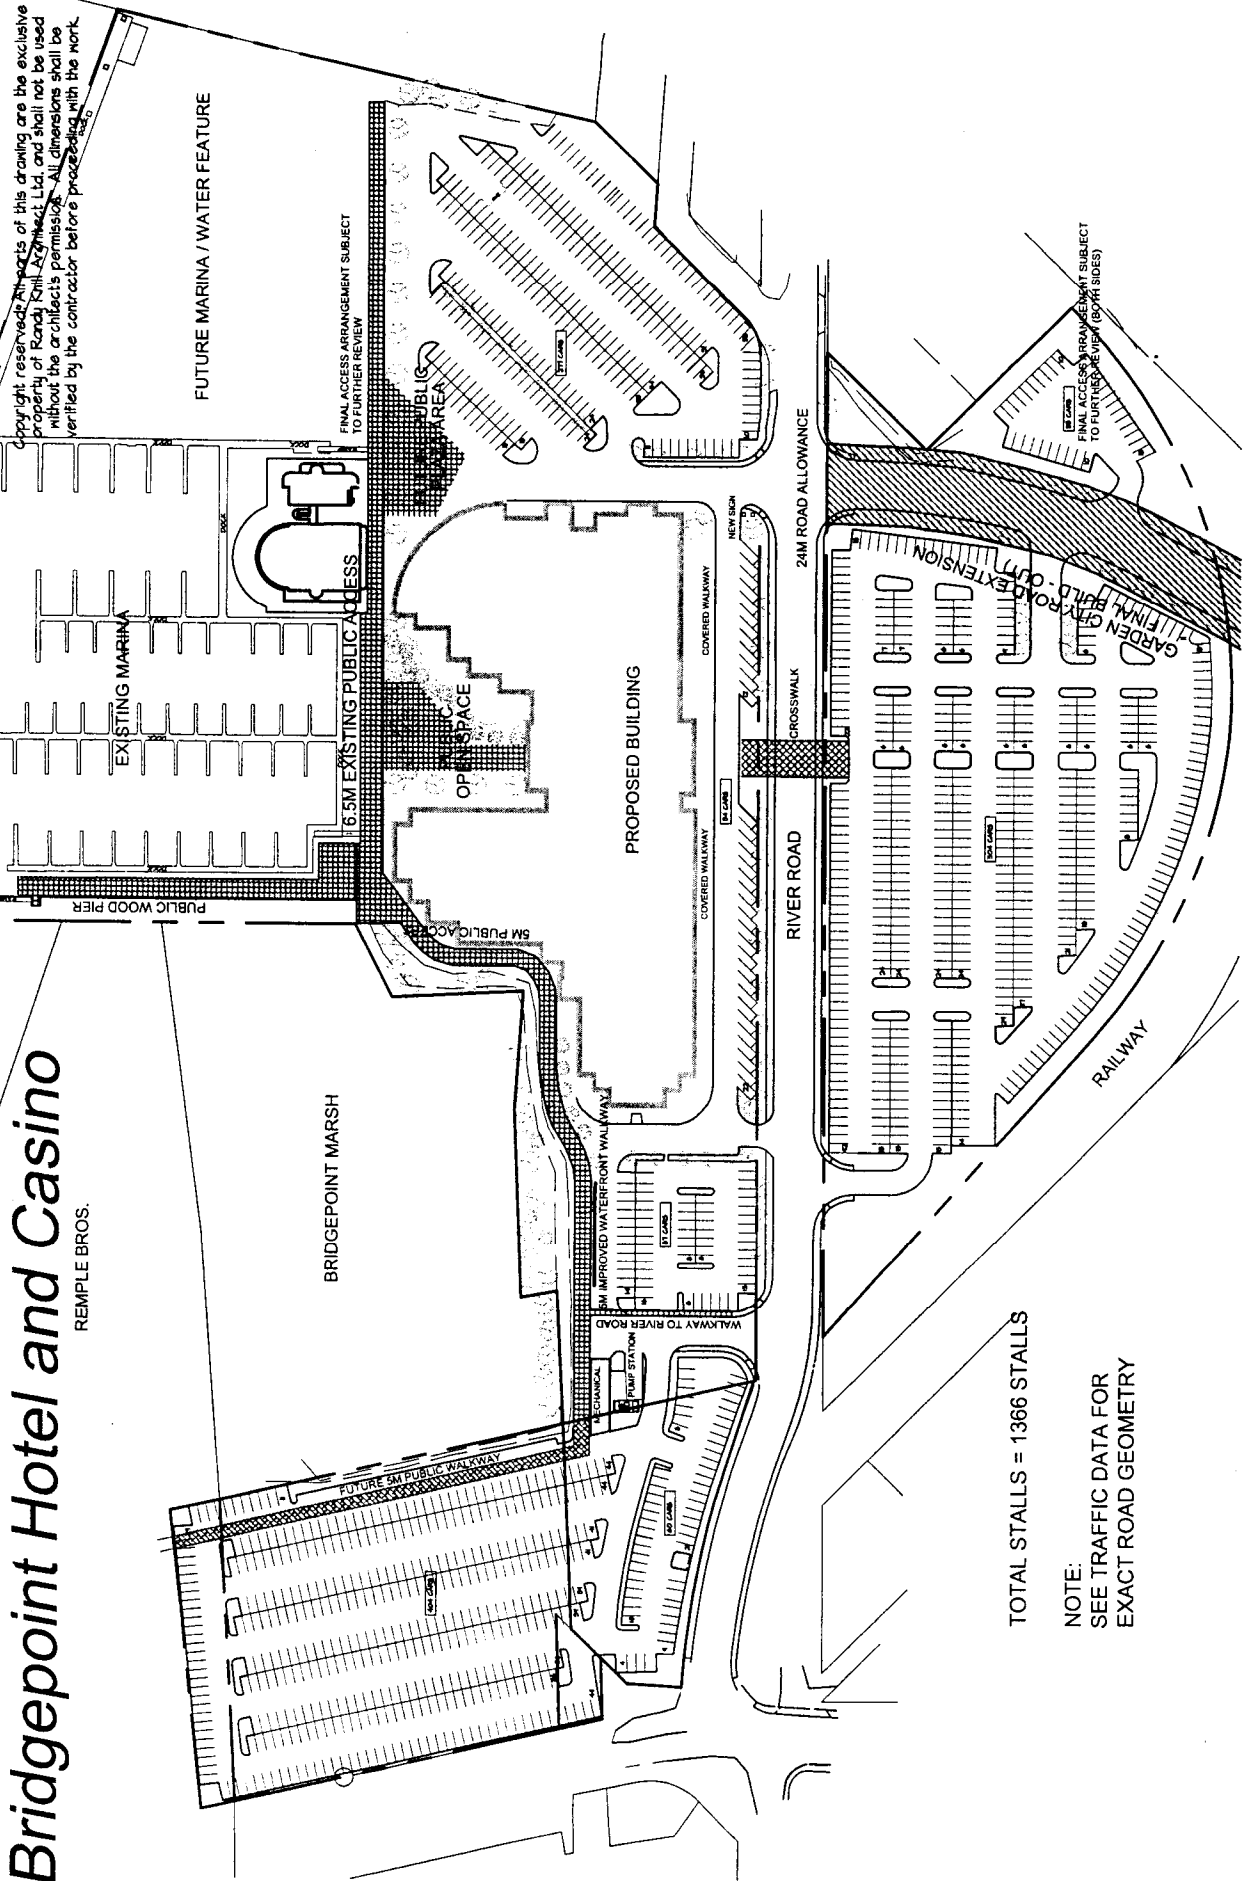 Bridgepoint Hotel and Casino
REMPLE BROS.
Copyright reserved. All parts of this drawing are the exclusive
property of Randy Knill Architect Ltd. and shall not be used
without the architect's permission. All dimensions shall be
verified by the contractor before proceeding with the work.
FUTURE MARINA / WATER FEATURE
EXISTING MARINA
DOCK
DOCK
DOCK
DOCK
DOCK
DOCK
PUBLIC WOOD PIER
BRIDGEPOINT MARSH
FINAL ACCESS ARRANGEMENT SUBJECT
TO FURTHER REVIEW
6.5M EXISTING PUBLIC ACCESS
PUBLIC
AREA
PUBLIC
OPEN SPACE
5M PUBLIC
FUTURE 5M PUBLIC WALKWAY
5M IMPROVED WATERFRONT WALKWAY
WALKWAY TO RIVER ROAD
MECHANICAL
PUMP STATION
PROPOSED BUILDING
COVERED WALKWAY
COVERED WALKWAY
NEW SIGN
CROSSWALK
24M ROAD ALLOWANCE
RIVER ROAD
GARDEN CITY ROAD EXTENSION
( FINAL BUILD - OUT )
FINAL ACCESS ARRANGEMENT SUBJECT
TO FURTHER REVIEW (BOTH SIDES)
RAILWAY
TOTAL STALLS = 1366 STALLS
NOTE:
SEE TRAFFIC DATA FOR
EXACT ROAD GEOMETRY